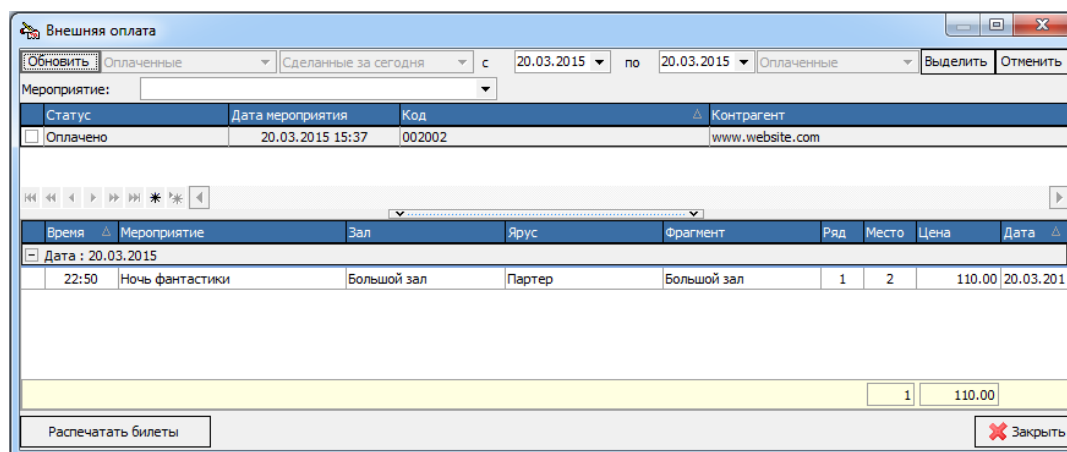 Внешняя оплата
Обновить Оплаченные Сделанные за сегодня с 20.03.2015 по 20.03.2015 Оплаченные Выделить Отменить
Мероприятие:
Статус Дата мероприятия Код Контрагент
Оплачено 20.03.2015 15:37 002002 www.website.com
Время Мероприятие Зал Ярус Фрагмент Ряд Место Цена Дата
Дата : 20.03.2015
22:50 Ночь фантастики Большой зал Партер Большой зал 1 2 110.00 20.03.201
1 110.00
Распечатать билеты Закрыть